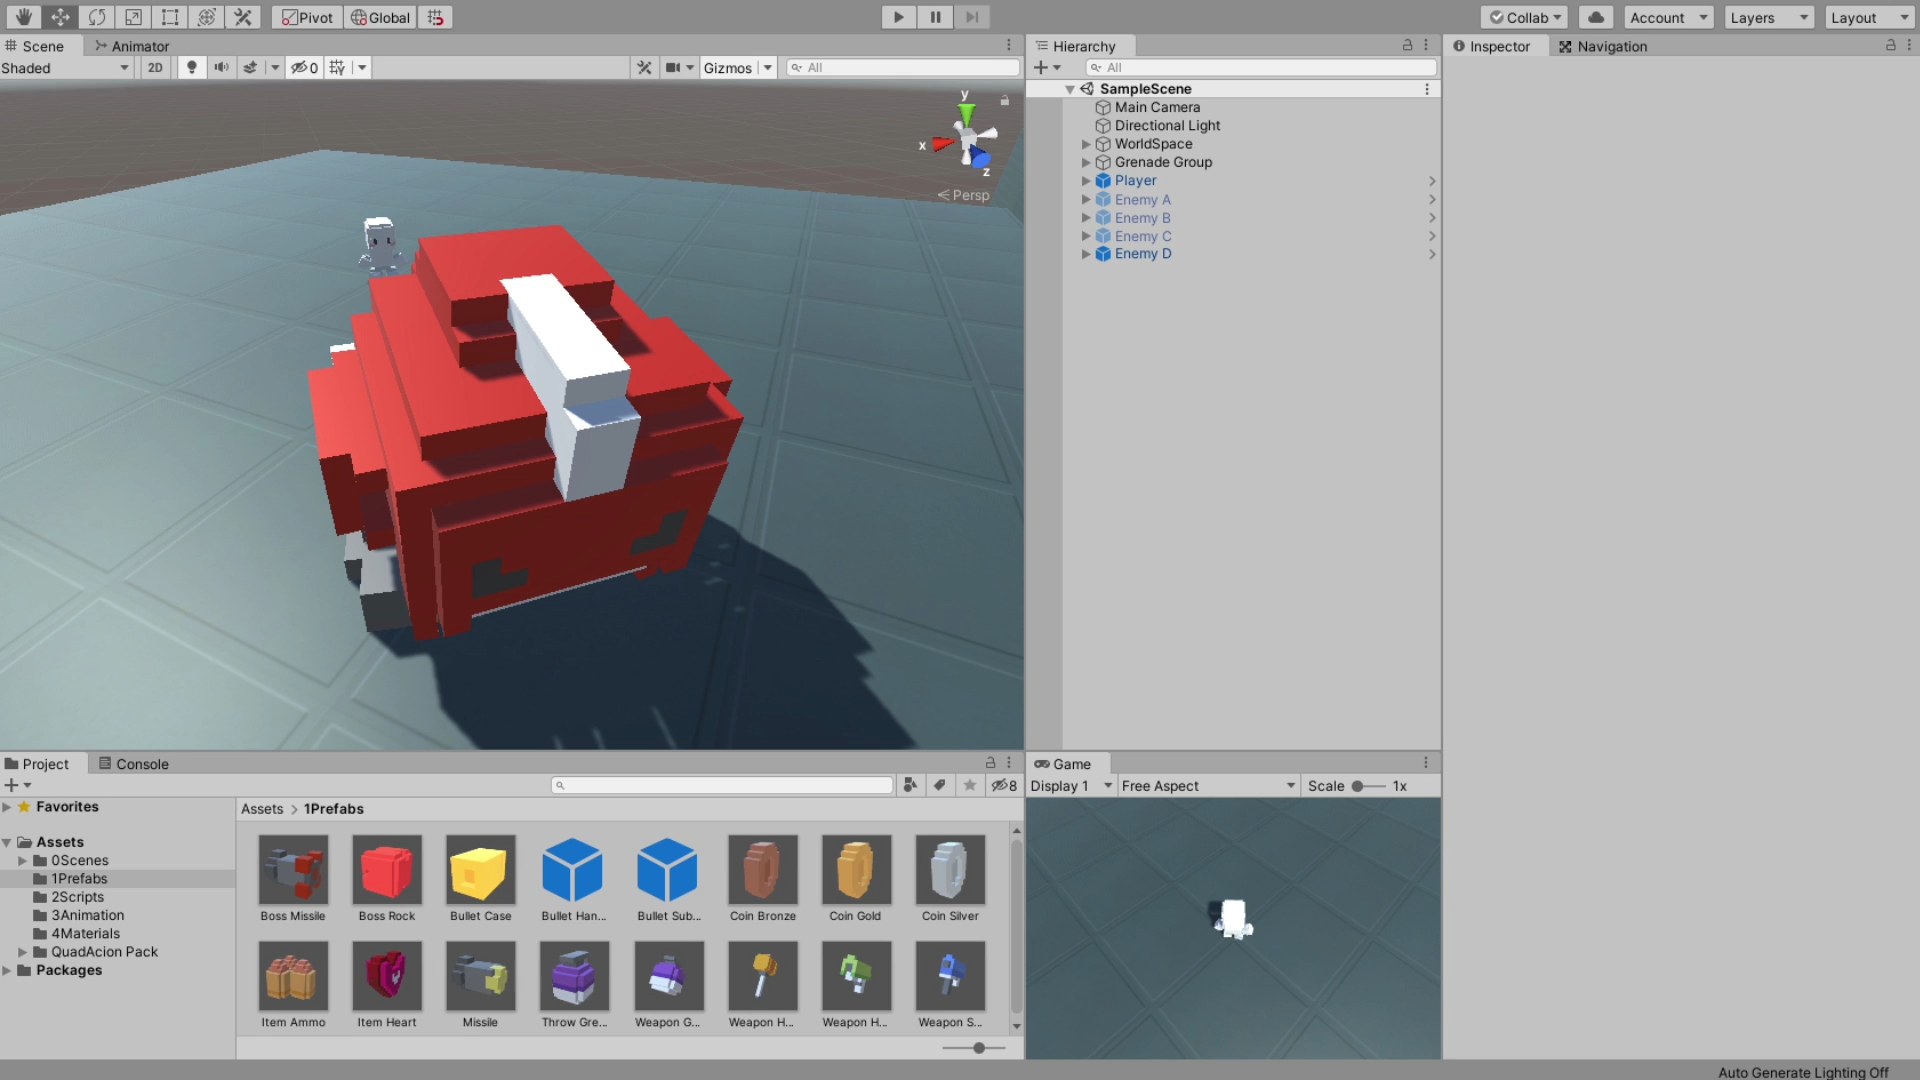 Pivot Global Collab Account Layers Layout
Scene Animator
Shaded 2D 0 Gizmos All
y
x
z
Persp
Hierarchy
All
SampleScene
Main Camera
Directional Light
WorldSpace
Grenade Group
Player
Enemy A
Enemy B
Enemy C
Enemy D
Inspector Navigation
Project Console
8
Favorites
Assets
0Scenes
1Prefabs
2Scripts
3Animation
4Materials
QuadAcion Pack
Packages
Assets > 1Prefabs
Boss Missile Boss Rock Bullet Case Bullet Han... Bullet Sub... Coin Bronze Coin Gold Coin Silver
Item Ammo Item Heart Missile Throw Gre... Weapon G... Weapon H... Weapon H... Weapon S...
Game
Display 1 Free Aspect Scale 1x
Auto Generate Lighting Off